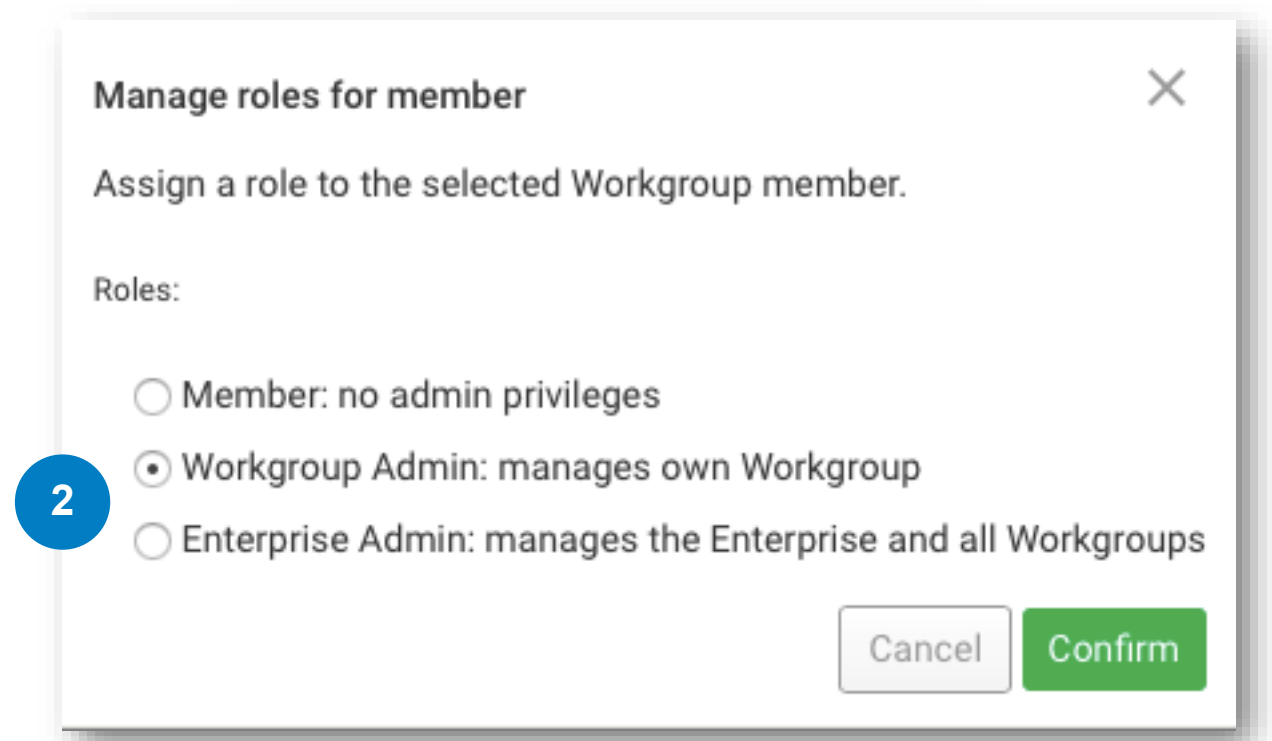 Manage roles for member
Assign a role to the selected Workgroup member.
Roles:
Member: no admin privileges
Workgroup Admin: manages own Workgroup
2
Enterprise Admin: manages the Enterprise and all Workgroups
Cancel
Confirm